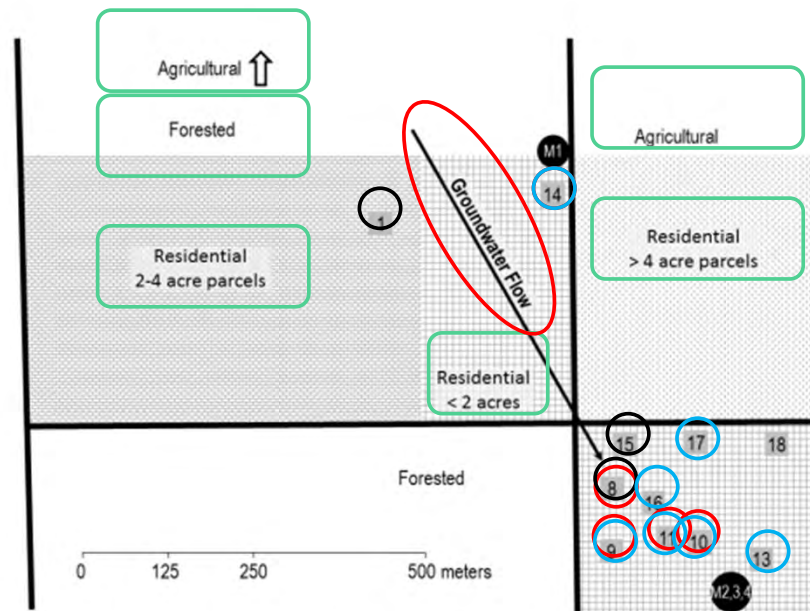 Agricultural
Forested
M1
Agricultural
14
1
Groundwater Flow
Residential
2-4 acre parcels
Residential
> 4 acre parcels
Residential
< 2 acres
15
17
18
Forested
8
16
11
10
9
13
0
125
250
500 meters
M2,3,4